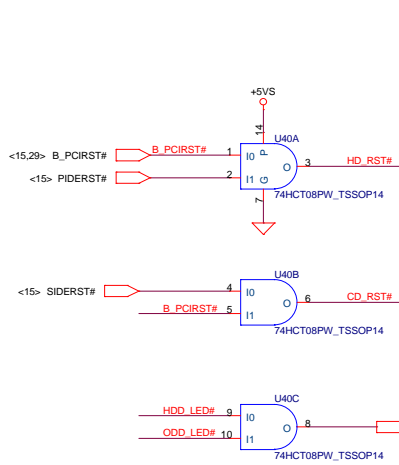 +5VS
14
U40A
<15,29> B_PCIRST# B_PCIRST# 1 I0 P
O 3 HD_RST#
<15> PIDERST# 2 I1 G
7
74HCT08PW_TSSOP14
U40B
<15> SIDERST# 4 I0
O 6 CD_RST#
B_PCIRST# 5 I1
74HCT08PW_TSSOP14
U40C
HDD_LED# 9 I0
O 8
ODD_LED# 10 I1
74HCT08PW_TSSOP14